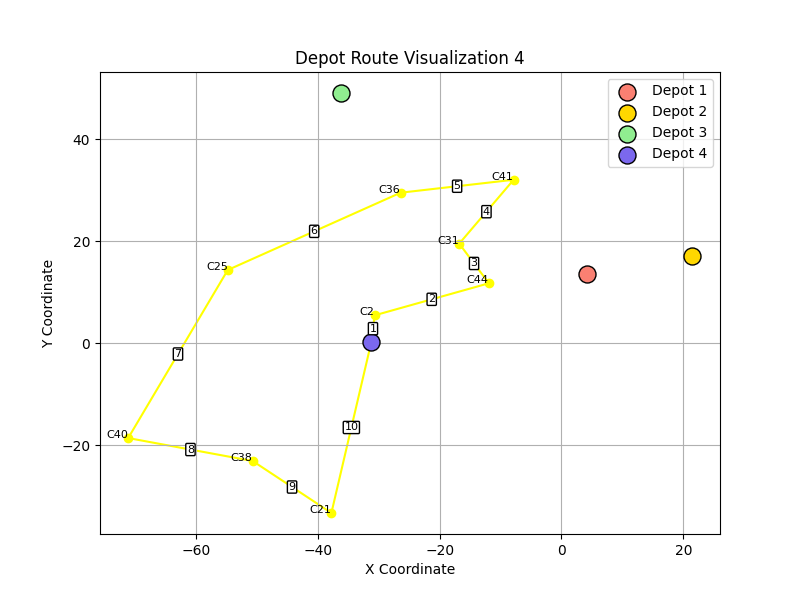 Depot Route Visualization 4
Depot 1
Depot 2
Depot 3
Depot 4
40
20
0
−20
−60
−40
−20
0
20
X Coordinate
Y Coordinate
C41
C36
5
4
6
C31
3
C25
C44
2
C2
1
7
10
C40
8
C38
9
C21